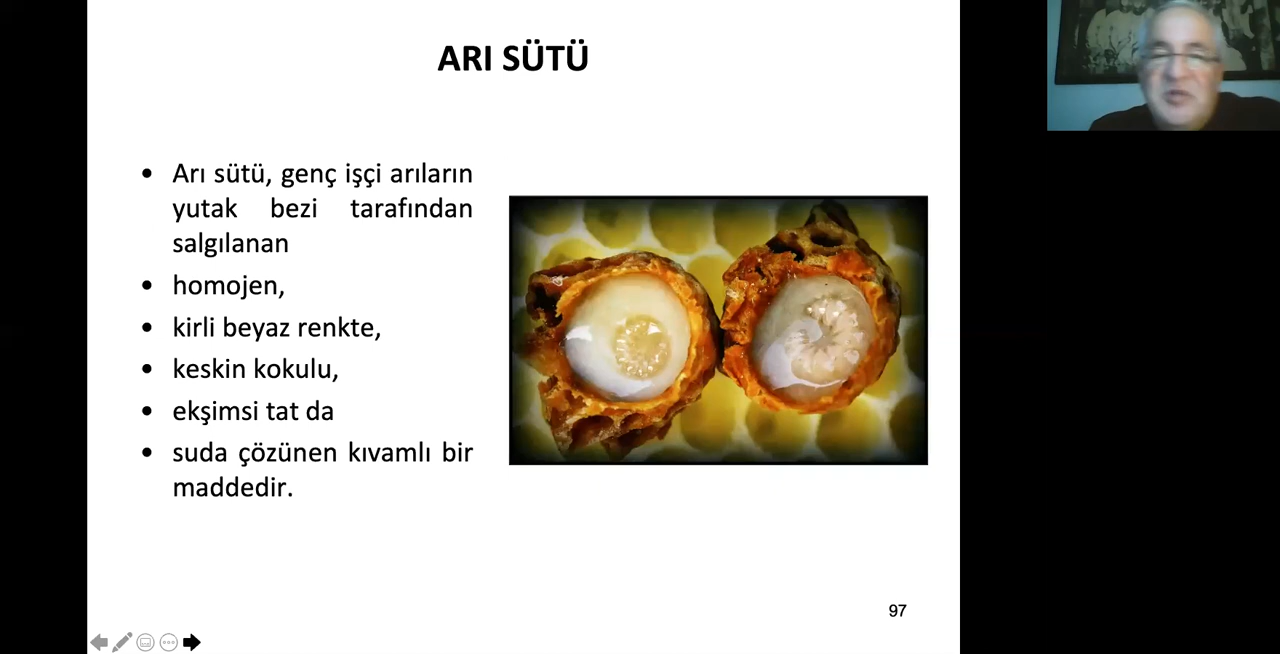 ARI SÜTÜ
• Arı sütü, genç işçi arıların
yutak bezi tarafından
salgılanan
• homojen,
• kirli beyaz renkte,
• keskin kokulu,
• ekşimsi tat da
• suda çözünen kıvamlı bir
maddedir.
97